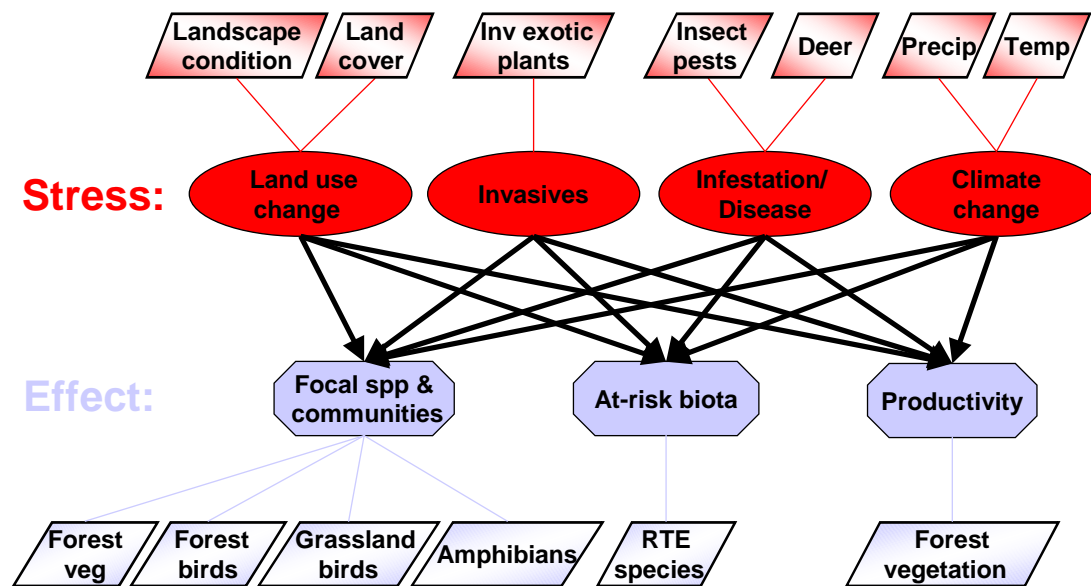 Landscape
condition
Land
cover
Inv exotic
plants
Insect
pests
Deer
Precip
Temp
Stress:
Land use
change
Invasives
Infestation/
Disease
Climate
change
Effect:
Focal spp &
communities
At-risk biota
Productivity
Forest
veg
Forest
birds
Grassland
birds
Amphibians
RTE
species
Forest
vegetation